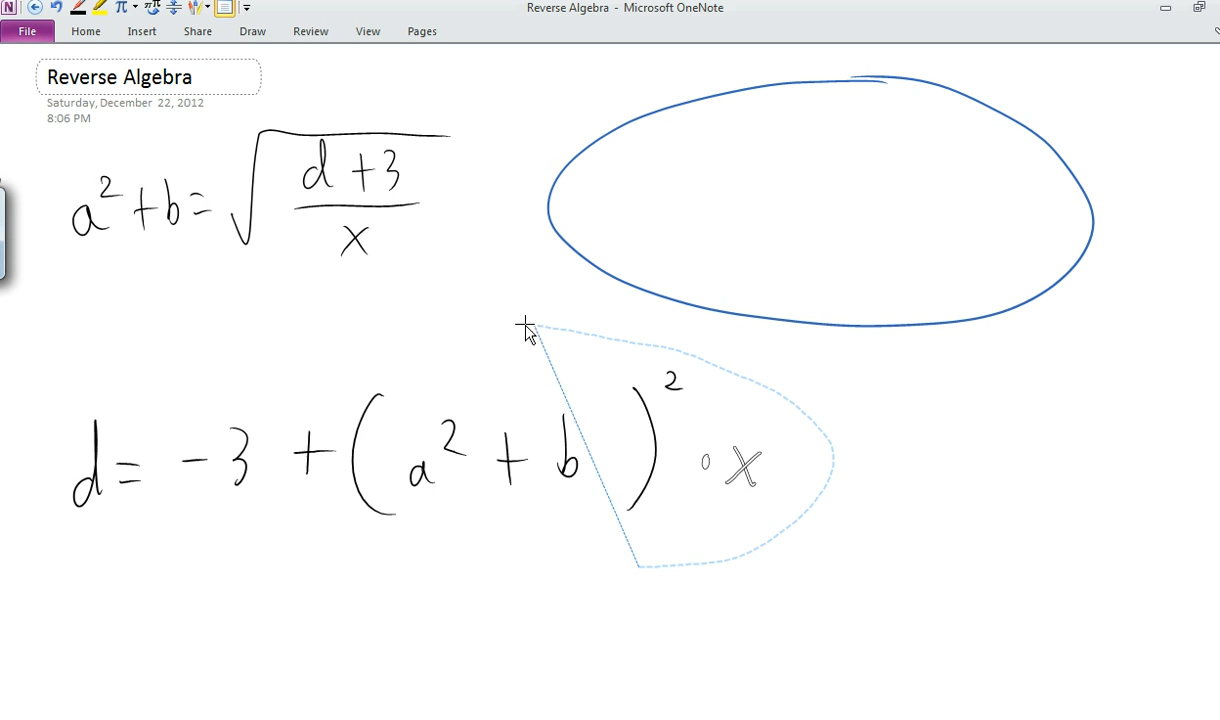 Reverse Algebra - Microsoft OneNote
File Home Insert Share Draw Review View Pages
Reverse Algebra
Saturday, December 22, 2012
8:06 PM
a² + b = √((d + 3) / x)
d = - 3 + (a² + b)² ∘ x